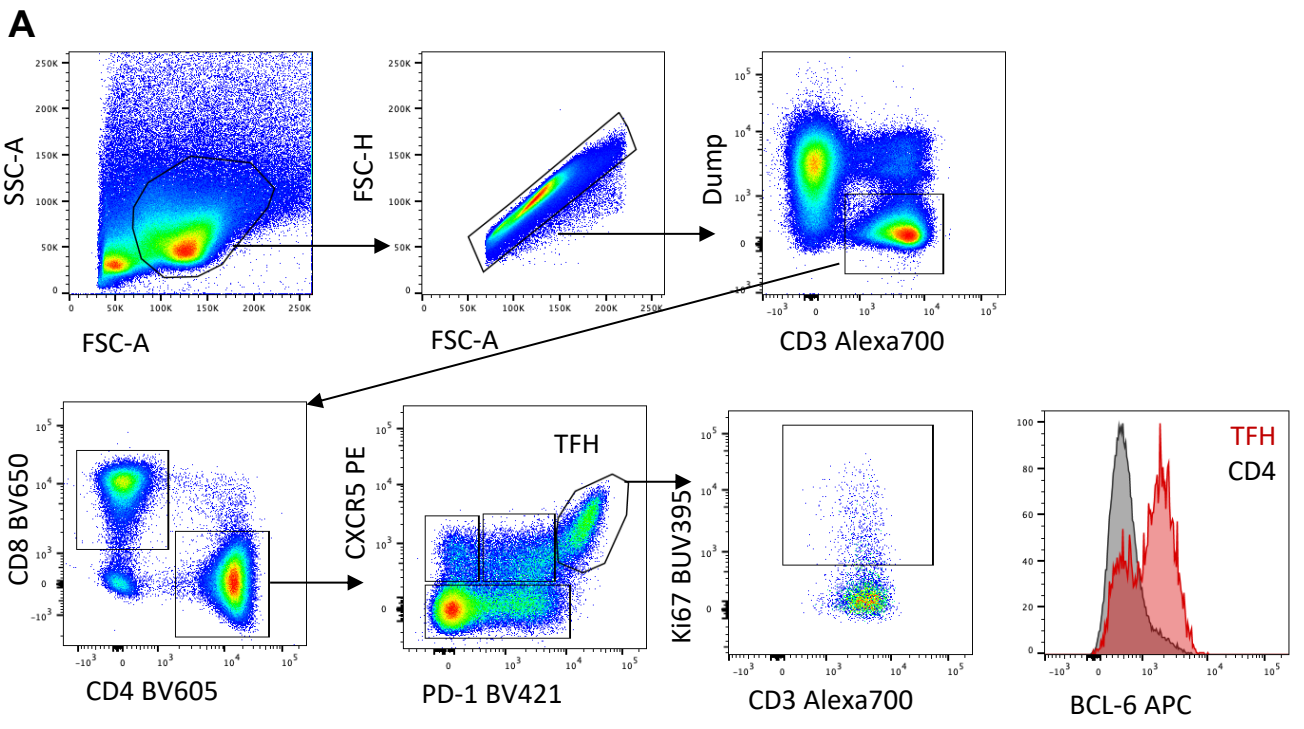 A
SSC-A
250K
200K
150K
100K
50K
0
0 50K 100K 150K 200K 250K
FSC-A
FSC-H
250K
200K
150K
100K
50K
0
0 50K 100K 150K 200K 250K
FSC-A
Dump
10^5
10^4
10^3
0
-10^3
-10^3 0 10^3 10^4 10^5
CD3 Alexa700
CD8 BV650
10^5
10^4
10^3
0
-10^3
-10^3 0 10^3 10^4 10^5
CD4 BV605
CXCR5 PE
10^5
10^4
10^3
0
TFH
0 10^3 10^4 10^5
PD-1 BV421
Ki67 BUV395
10^5
10^4
10^3
0
-10^3 0 10^3 10^4 10^5
CD3 Alexa700
100
80
60
40
20
0
TFH
CD4
-10^3 0 10^3 10^4 10^5
BCL-6 APC